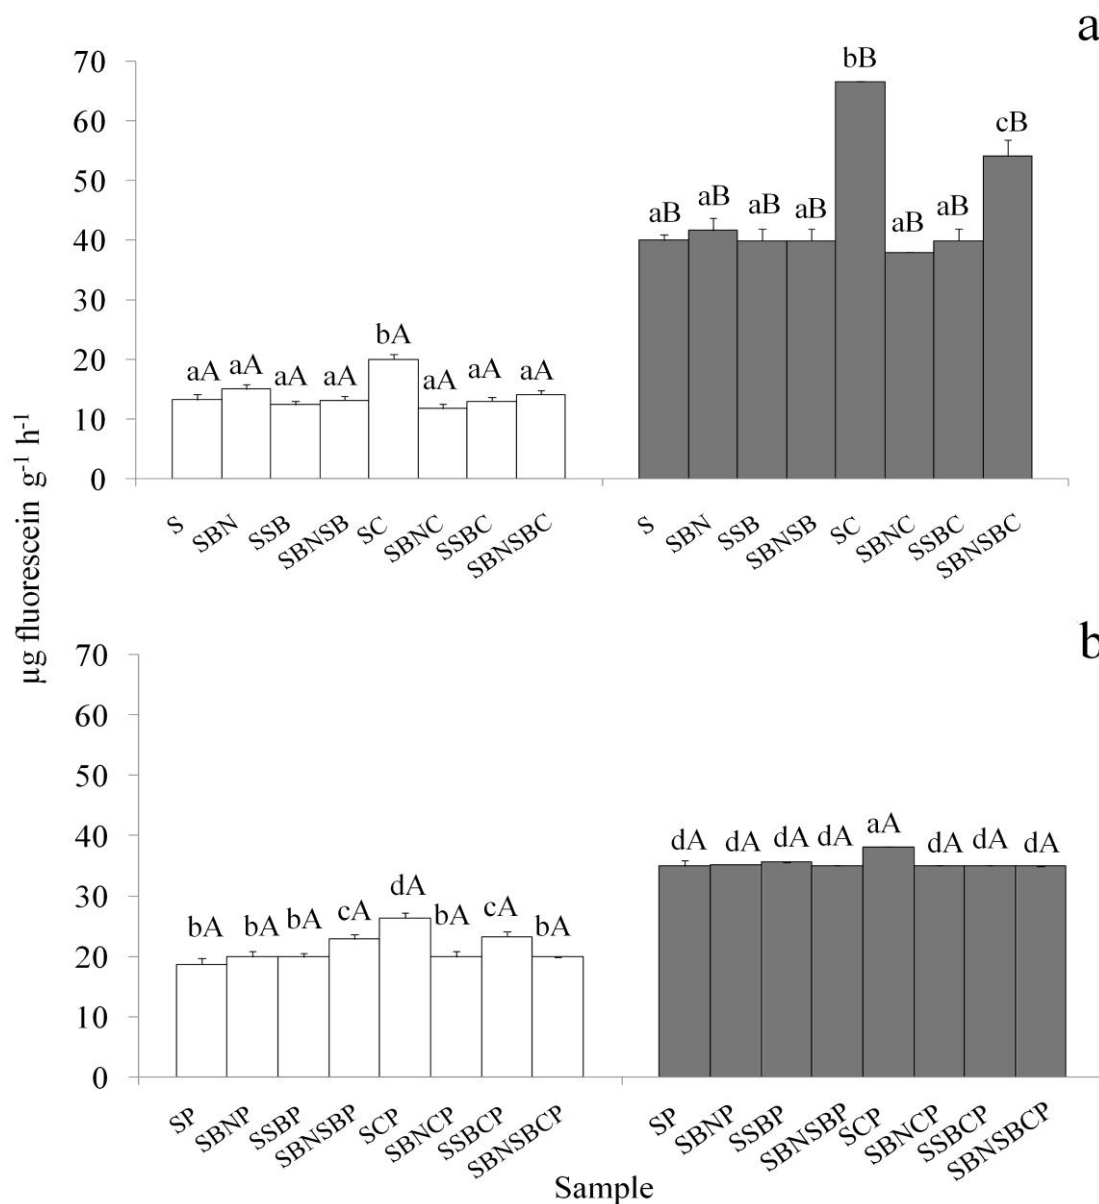 a
70
60
50
40
30
20
10
0
aA aA aA aA bA aA aA aA
aB aB aB aB bB aB aB cB
S SBN SSB SBNSB SC SBNC SSBC SBNSBC
S SBN SSB SBNSB SC SBNC SSBC SBNSBC
µg fluorescein g-1 h-1
b
70
60
50
40
30
20
10
0
bA bA bA cA dA bA cA bA
dA dA dA dA aA dA dA dA
SP SBNP SSBP SBNSBP SCP SBNCP SSBCP SBNSBCP
SP SBNP SSBP SBNSBP SCP SBNCP SSBCP SBNSBCP
Sample